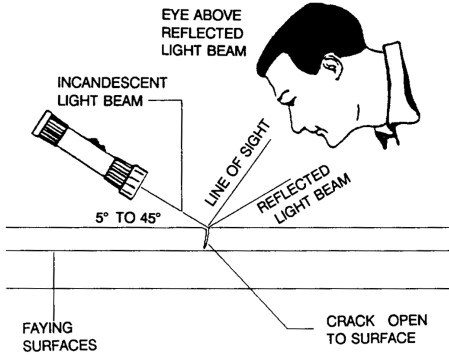 EYE ABOVE
REFLECTED
LIGHT BEAM
INCANDESCENT
LIGHT BEAM
LINE OF SIGHT
REFLECTED
LIGHT BEAM
5° TO 45°
FAYING
SURFACES
CRACK OPEN
TO SURFACE